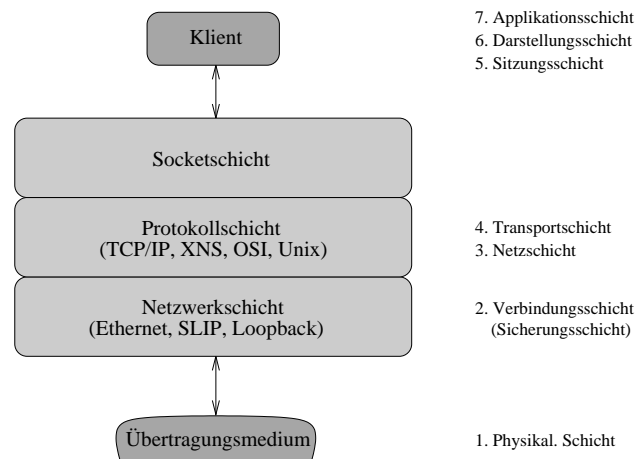 Klient
7. Applikationsschicht
6. Darstellungsschicht
5. Sitzungsschicht
Socketschicht
Protokollschicht
(TCP/IP, XNS, OSI, Unix)
4. Transportschicht
3. Netzschicht
Netzwerkschicht
(Ethernet, SLIP, Loopback)
2. Verbindungsschicht
(Sicherungsschicht)
Übertragungsmedium
1. Physikal. Schicht